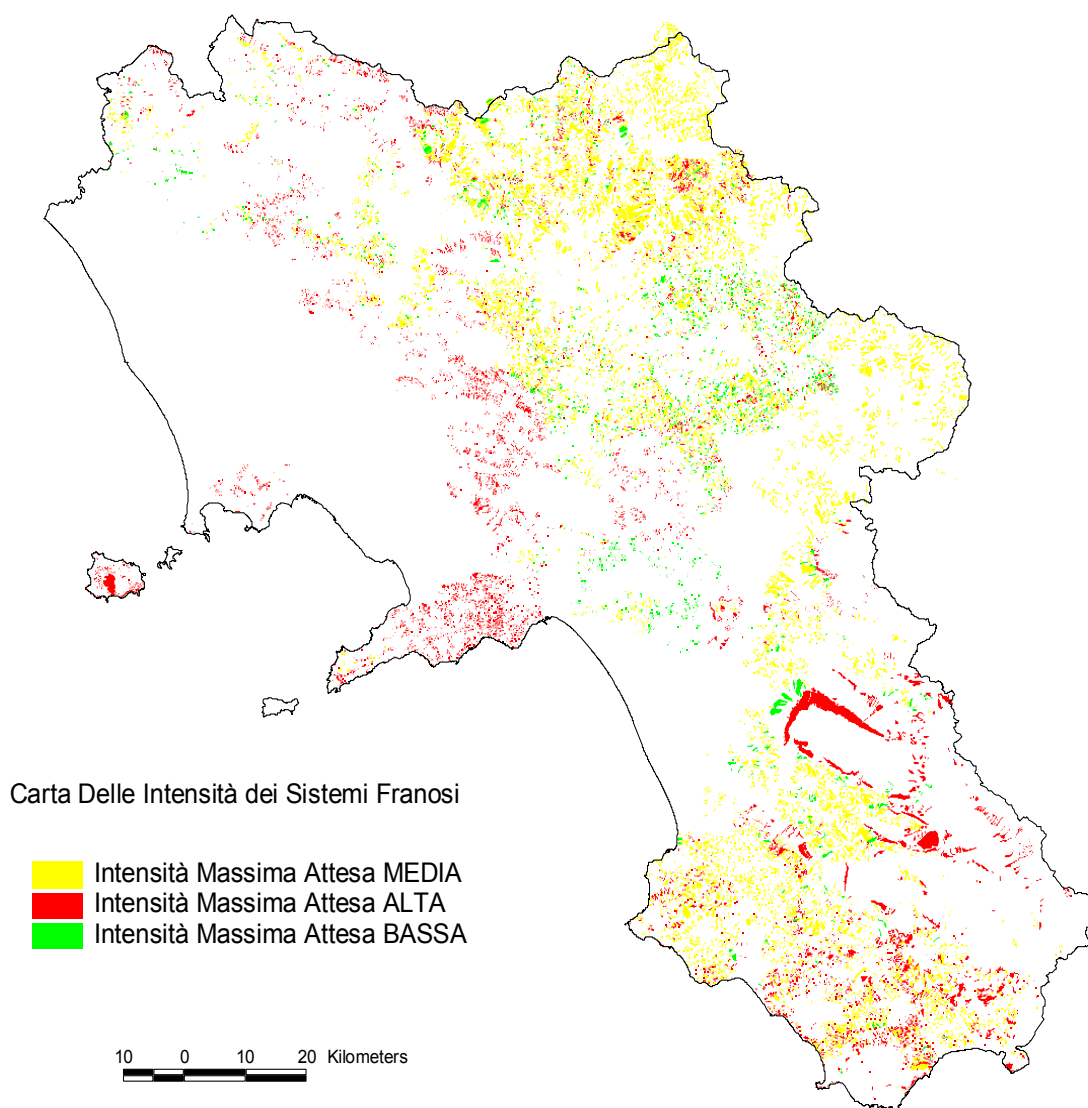 Carta Delle Intensità dei Sistemi Franosi
Intensità Massima Attesa MEDIA
Intensità Massima Attesa ALTA
Intensità Massima Attesa BASSA
10 0 10 20 Kilometers